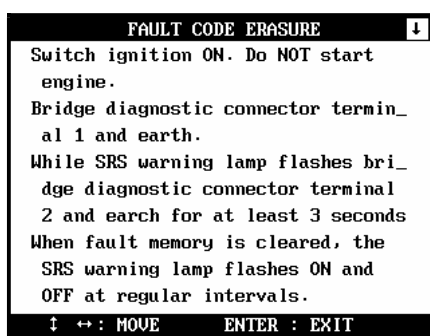 FAULT CODE ERASURE ↓
Switch ignition ON. Do NOT start
engine.
Bridge diagnostic connector termin_
al 1 and earth.
While SRS warning lamp flashes bri_
dge diagnostic connector terminal
2 and earch for at least 3 seconds
When fault memory is cleared, the
SRS warning lamp flashes ON and
OFF at regular intervals.
↕ ↔: MOVE ENTER : EXIT